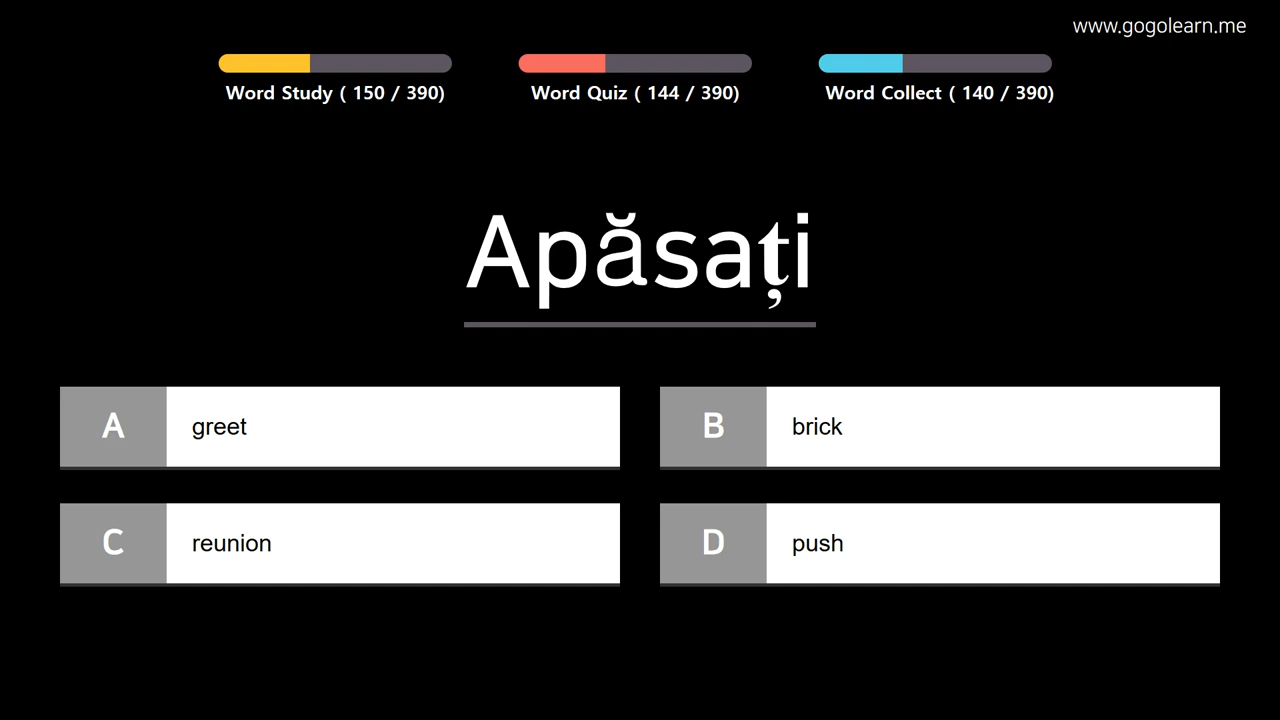 www.gogolearn.me
Word Study ( 150 / 390)
Word Quiz ( 144 / 390)
Word Collect ( 140 / 390)
Apăsați
A greet
B brick
C reunion
D push